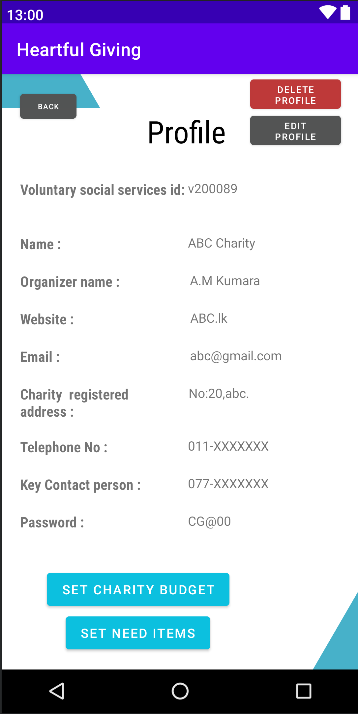 13:00
Heartful Giving
BACK
DELETE
PROFILE
EDIT
PROFILE
Profile
Voluntary social services id: v200089
Name : ABC Charity
Organizer name : A.M Kumara
Website : ABC.lk
Email : abc@gmail.com
Charity registered No:20,abc.
address :
Telephone No : 011-XXXXXXX
Key Contact person : 077-XXXXXXX
Password : CG@00
SET CHARITY BUDGET
SET NEED ITEMS